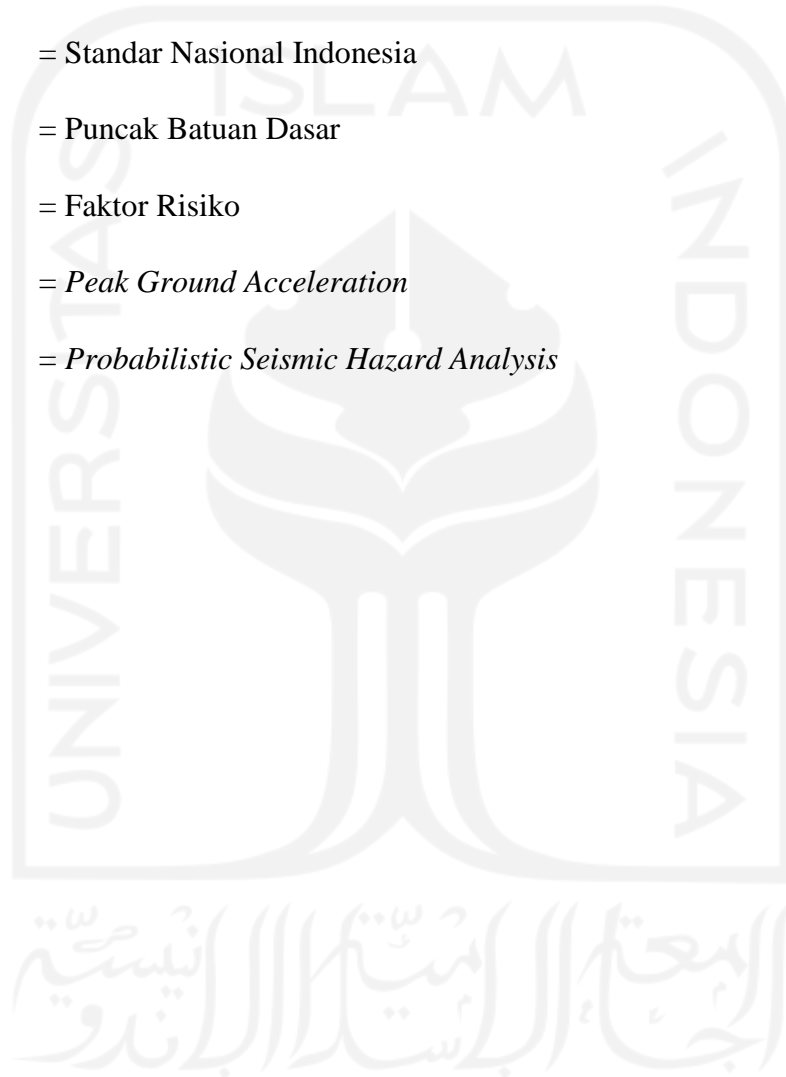 = Standar Nasional Indonesia
ISLAM
= Puncak Batuan Dasar
= Faktor Risiko
= Peak Ground Acceleration
= Probabilistic Seismic Hazard Analysis
UNIVERSITAS
INDONESIA